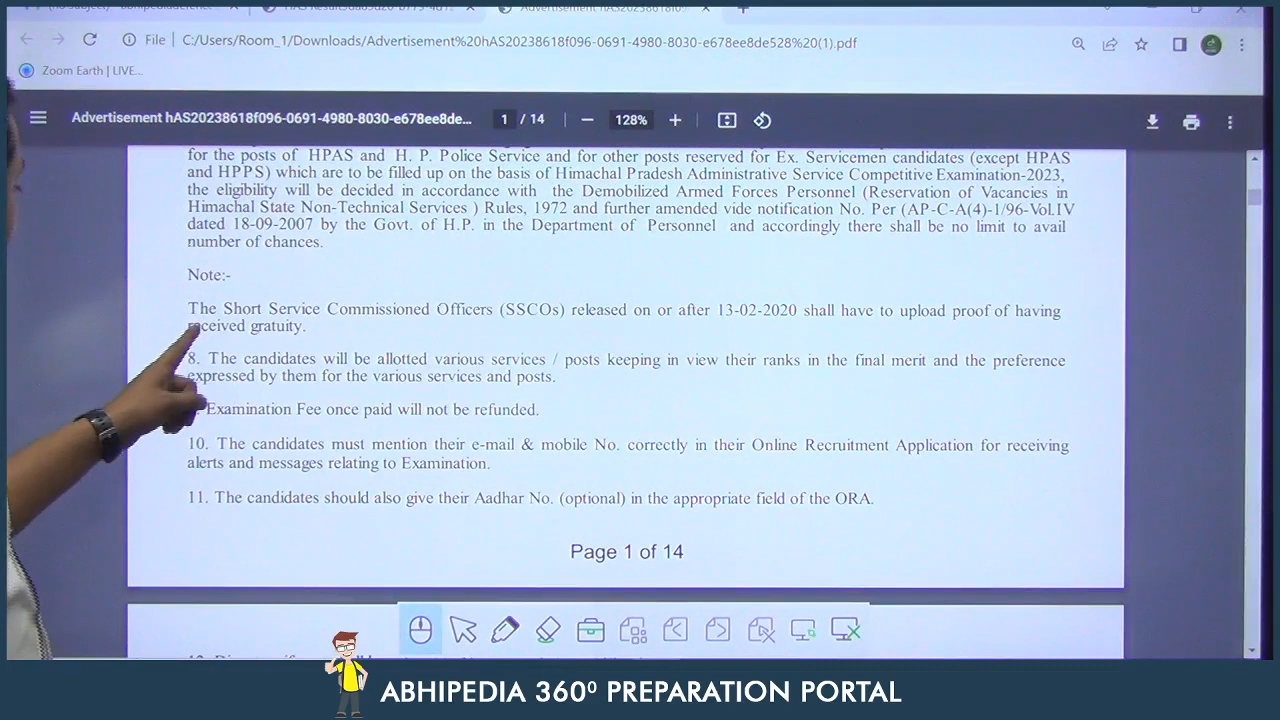 File C:/Users/Room_1/Downloads/Advertisement%20hAS20238618f096-0691-4980-8030-e678ee8de528%20(1).pdf
Zoom Earth | LIVE...
Advertisement hAS20238618f096-0691-4980-8030-e678ee8de... 1 / 14 128%
for the posts of HPAS and H. P. Police Service and for other posts reserved for Ex. Servicemen candidates (except HPAS
and HPPS) which are to be filled up on the basis of Himachal Pradesh Administrative Service Competitive Examination-2023,
the eligibility will be decided in accordance with the Demobilized Armed Forces Personnel (Reservation of Vacancies in
Himachal State Non-Technical Services ) Rules, 1972 and further amended vide notification No. Per (AP-C-A(4)-1/96-Vol.IV
dated 18-09-2007 by the Govt. of H.P. in the Department of Personnel and accordingly there shall be no limit to avail
number of chances.
Note:-
The Short Service Commissioned Officers (SSCOs) released on or after 13-02-2020 shall have to upload proof of having
received gratuity.
8. The candidates will be allotted various services / posts keeping in view their ranks in the final merit and the preference
expressed by them for the various services and posts.
Examination Fee once paid will not be refunded.
10. The candidates must mention their e-mail & mobile No. correctly in their Online Recruitment Application for receiving
alerts and messages relating to Examination.
11. The candidates should also give their Aadhar No. (optional) in the appropriate field of the ORA.
Page 1 of 14
ABHIPEDIA 360⁰ PREPARATION PORTAL